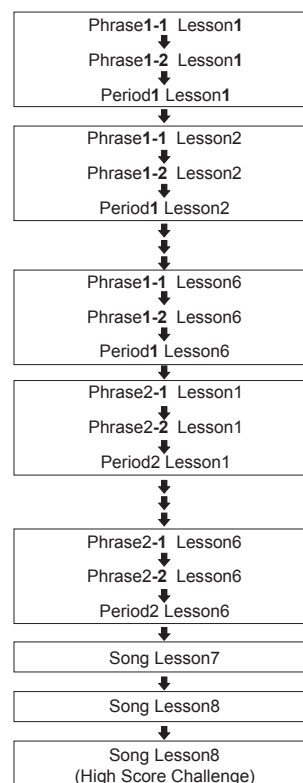 Phrase1-1 Lesson1
Phrase1-2 Lesson1
Period1 Lesson1
Phrase1-1 Lesson2
Phrase1-2 Lesson2
Period1 Lesson2
Phrase1-1 Lesson6
Phrase1-2 Lesson6
Period1 Lesson6
Phrase2-1 Lesson1
Phrase2-2 Lesson1
Period2 Lesson1
Phrase2-1 Lesson6
Phrase2-2 Lesson6
Period2 Lesson6
Song Lesson7
Song Lesson8
Song Lesson8
(High Score Challenge)